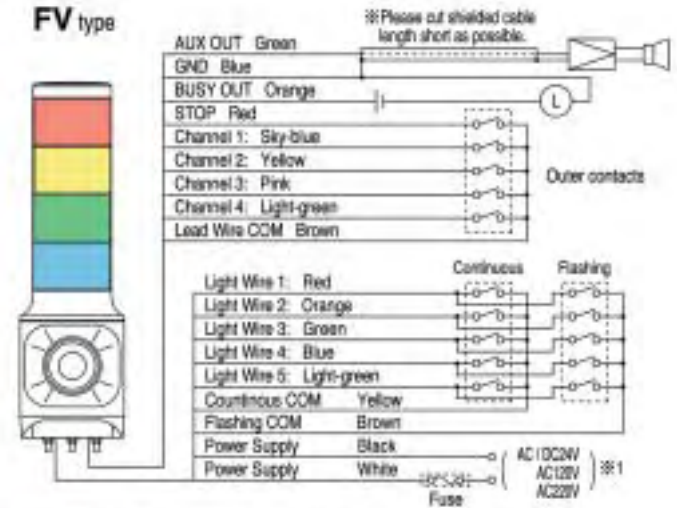 FV type
※Please cut shielded cable
length short as possible.
AUX OUT Green
GND Blue
BUSY OUT Orange
STOP Red
Channel 1: Sky-blue
Channel 2: Yellow
Channel 3: Pink
Channel 4: Light-green
Lead Wire COM Brown
L
Outer contacts
Continuous Flashing
Light Wire 1: Red
Light Wire 2: Orange
Light Wire 3: Green
Light Wire 4: Blue
Light Wire 5: Light-green
Countinous COM Yellow
Flashing COM Brown
Power Supply Black
Power Supply White
Fuse
AC/DC24V
AC120V
AC220V
※1